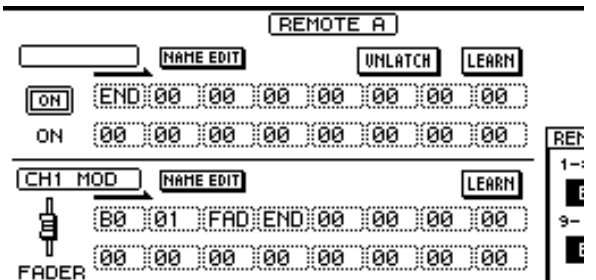 REMOTE A
NAME EDIT UNLATCH LEARN
ON END 00 00 00 00 00 00 00
ON 00 00 00 00 00 00 00 00
CH1 MOD NAME EDIT LEARN
B0 01 FAD END 00 00 00 00
FADER 00 00 00 00 00 00 00 00
1-
9-